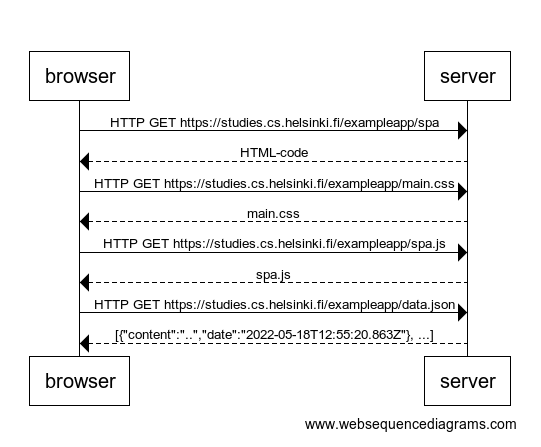 browser server
HTTP GET https://studies.cs.helsinki.fi/exampleapp/spa
HTML-code
HTTP GET https://studies.cs.helsinki.fi/exampleapp/main.css
main.css
HTTP GET https://studies.cs.helsinki.fi/exampleapp/spa.js
spa.js
HTTP GET https://studies.cs.helsinki.fi/exampleapp/data.json
[{"content":"..","date":"2022-05-18T12:55:20.863Z"}, ...]
browser server
www.websequencediagrams.com